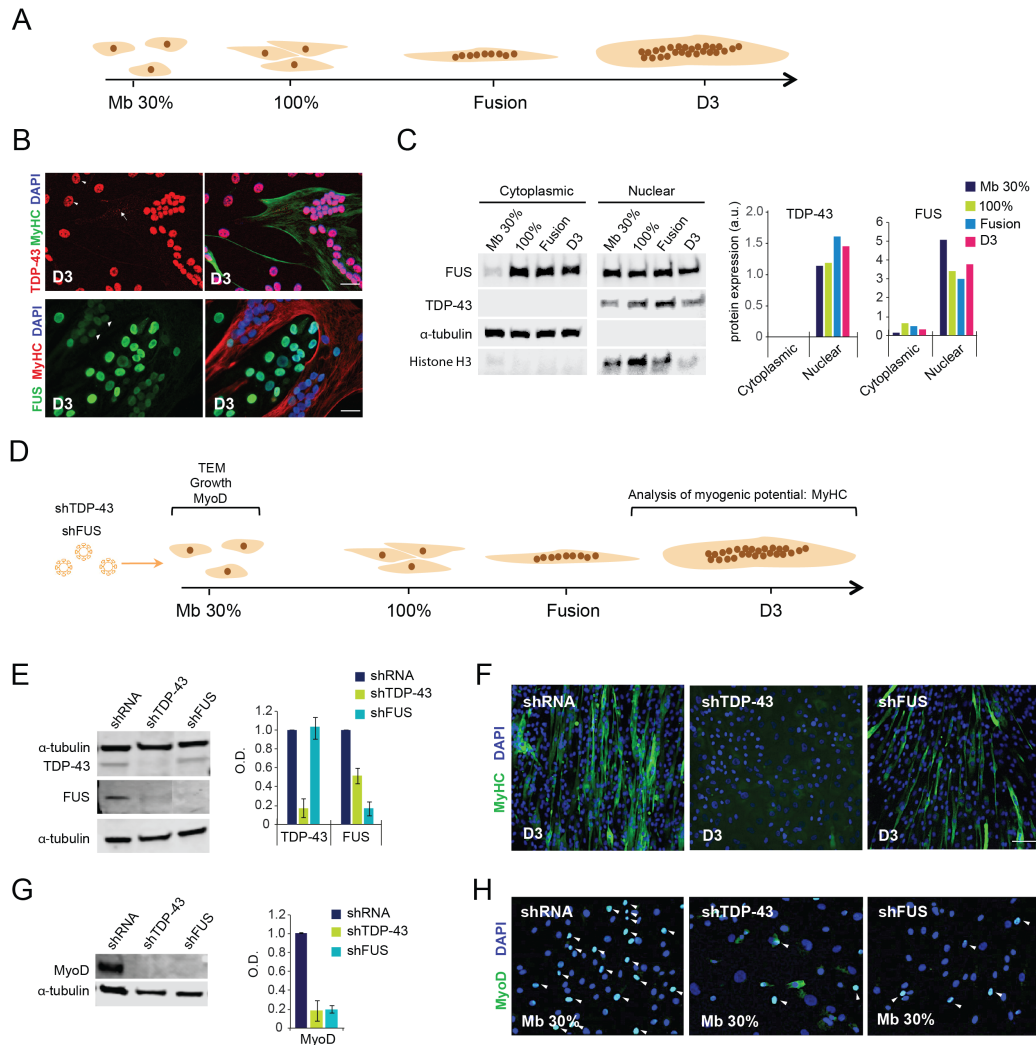 A
Mb 30%
100%
Fusion
D3
B
TDP-43 MyHC DAPI
D3
D3
FUS MyHC DAPI
D3
D3
C
Cytoplasmic
Nuclear
Mb 30%
100%
Fusion
D3
Mb 30%
100%
Fusion
D3
FUS
TDP-43
α-tubulin
Histone H3
Mb 30%
100%
Fusion
D3
TDP-43
FUS
protein expression (a.u.)
2.0
1.5
1.0
0.5
0
Cytoplasmic
Nuclear
6
5
4
3
2
1
0
Cytoplasmic
Nuclear
D
shTDP-43
shFUS
TEM
Growth
MyoD
Analysis of myogenic potential: MyHC
Mb 30%
100%
Fusion
D3
E
shRNA
shTDP-43
shFUS
α-tubulin
TDP-43
FUS
α-tubulin
shRNA
shTDP-43
shFUS
O.D.
1.2
1.0
0.8
0.6
0.4
0.2
0
TDP-43
FUS
F
MyHC DAPI
shRNA
D3
shTDP-43
D3
shFUS
D3
G
shRNA
shTDP-43
shFUS
MyoD
α-tubulin
shRNA
shTDP-43
shFUS
O.D.
1.2
1.0
0.8
0.6
0.4
0.2
0
MyoD
H
MyoD DAPI
shRNA
Mb 30%
shTDP-43
Mb 30%
shFUS
Mb 30%